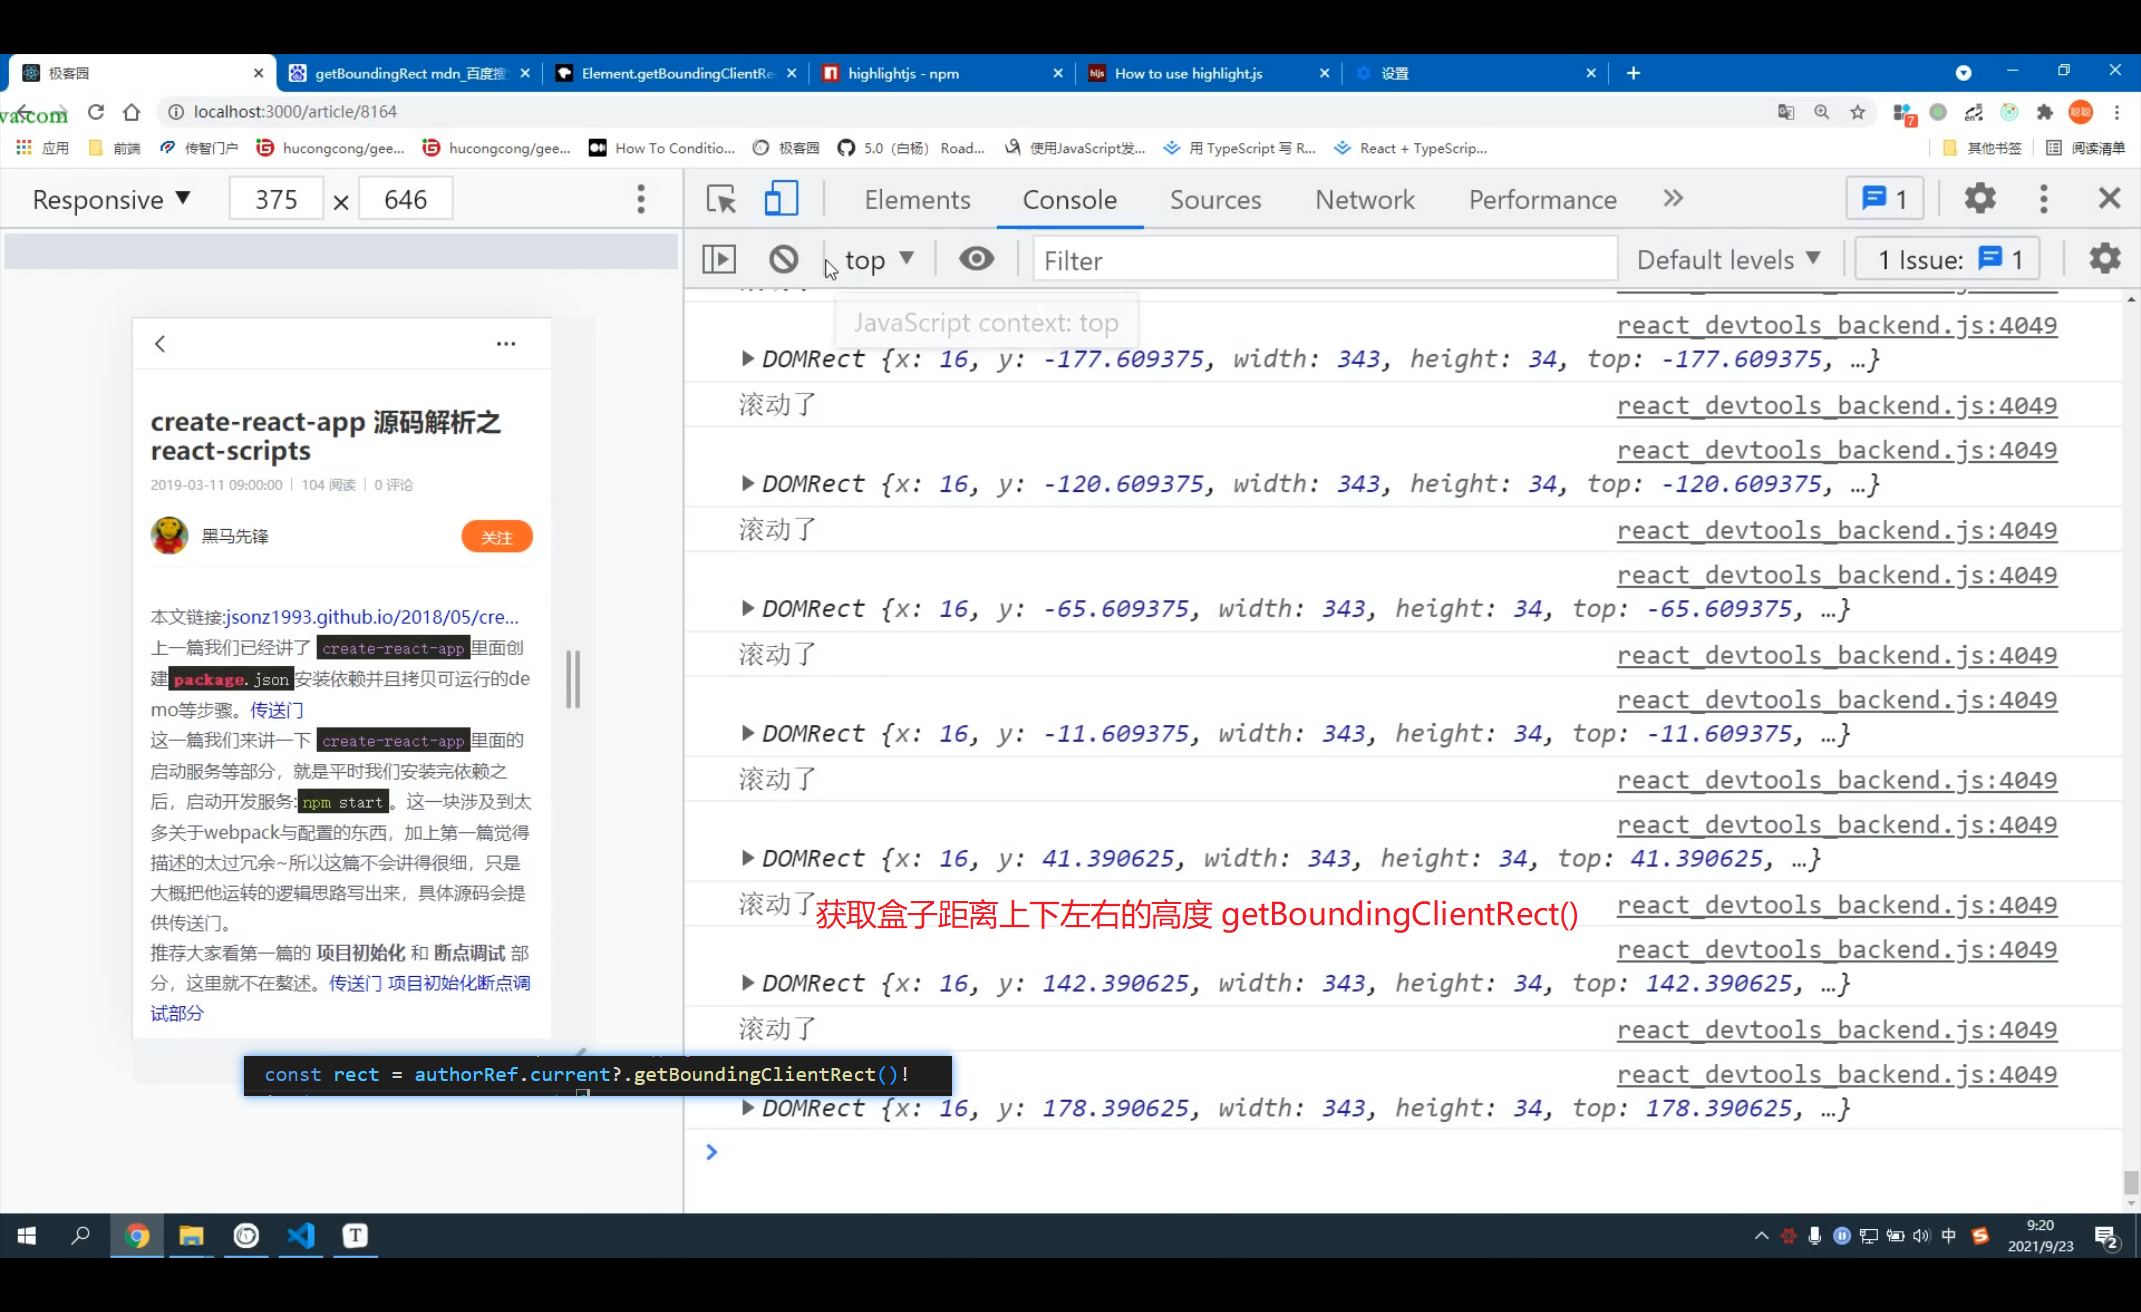 极客园
getBoundingRect mdn_百度搜
Element.getBoundingClientRe
highlightjs - npm
How to use highlight.js
设置
va.com
localhost:3000/article/8164
应用
前端
传智门户
hucongcong/gee...
hucongcong/gee...
How To Conditio...
极客园
5.0（白杨） Road...
使用JavaScript发...
用 TypeScript 写 R...
React + TypeScrip...
其他书签
阅读清单
Responsive ▼ 375 × 646
Elements Console Sources Network Performance » 1
top ▼ Filter Default levels ▼ 1 Issue: 1
JavaScript context: top
react_devtools_backend.js:4049
▶DOMRect {x: 16, y: -177.609375, width: 343, height: 34, top: -177.609375, …}
滚动了 react_devtools_backend.js:4049
react_devtools_backend.js:4049
▶DOMRect {x: 16, y: -120.609375, width: 343, height: 34, top: -120.609375, …}
滚动了 react_devtools_backend.js:4049
react_devtools_backend.js:4049
▶DOMRect {x: 16, y: -65.609375, width: 343, height: 34, top: -65.609375, …}
滚动了 react_devtools_backend.js:4049
react_devtools_backend.js:4049
▶DOMRect {x: 16, y: -11.609375, width: 343, height: 34, top: -11.609375, …}
滚动了 react_devtools_backend.js:4049
react_devtools_backend.js:4049
▶DOMRect {x: 16, y: 41.390625, width: 343, height: 34, top: 41.390625, …}
滚动了 react_devtools_backend.js:4049
获取盒子距离上下左右的高度 getBoundingClientRect()
react_devtools_backend.js:4049
▶DOMRect {x: 16, y: 142.390625, width: 343, height: 34, top: 142.390625, …}
滚动了 react_devtools_backend.js:4049
react_devtools_backend.js:4049
▶DOMRect {x: 16, y: 178.390625, width: 343, height: 34, top: 178.390625, …}
create-react-app 源码解析之
react-scripts
2019-03-11 09:00:00 | 104 阅读 | 0 评论
黑马先锋 关注
本文链接:jsonz1993.github.io/2018/05/cre...
上一篇我们已经讲了 create-react-app里面创
建package.json安装依赖并且拷贝可运行的de
mo等步骤。传送门
这一篇我们来讲一下 create-react-app里面的
启动服务等部分，就是平时我们安装完依赖之
后，启动开发服务:npm start。这一块涉及到太
多关于webpack与配置的东西，加上第一篇觉得
描述的太过冗余~所以这篇不会讲得很细，只是
大概把他运转的逻辑思路写出来，具体源码会提
供传送门。
推荐大家看第一篇的 项目初始化 和 断点调试 部
分，这里就不在赘述。传送门 项目初始化断点调
试部分
const rect = authorRef.current?.getBoundingClientRect()!
中
9:20
2021/9/23
2